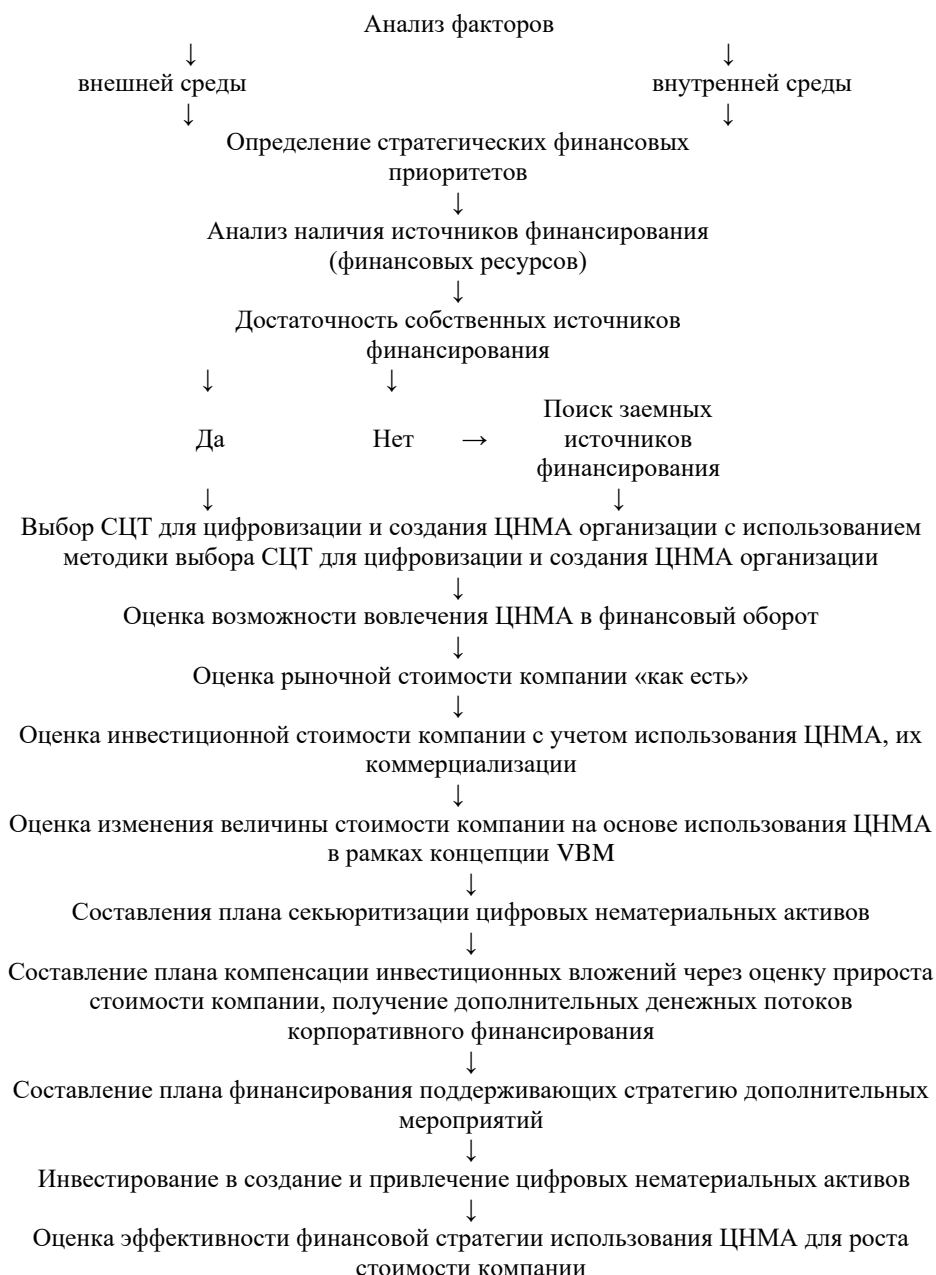 Анализ факторов
↓ ↓
внешней среды внутренней среды
↓ ↓
Определение стратегических финансовых
приоритетов
↓
Анализ наличия источников финансирования
(финансовых ресурсов)
↓
Достаточность собственных источников
финансирования
↓ ↓
Да Нет → Поиск заемных
источников
финансирования
↓ ↓
Выбор СЦТ для цифровизации и создания ЦНМА организации с использованием
методики выбора СЦТ для цифровизации и создания ЦНМА организации
↓
Оценка возможности вовлечения ЦНМА в финансовый оборот
↓
Оценка рыночной стоимости компании «как есть»
↓
Оценка инвестиционной стоимости компании с учетом использования ЦНМА, их
коммерциализации
↓
Оценка изменения величины стоимости компании на основе использования ЦНМА
в рамках концепции VBM
↓
Составления плана секьюритизации цифровых нематериальных активов
↓
Составление плана компенсации инвестиционных вложений через оценку прироста
стоимости компании, получение дополнительных денежных потоков
корпоративного финансирования
↓
Составление плана финансирования поддерживающих стратегию дополнительных
мероприятий
↓
Инвестирование в создание и привлечение цифровых нематериальных активов
↓
Оценка эффективности финансовой стратегии использования ЦНМА для роста
стоимости компании